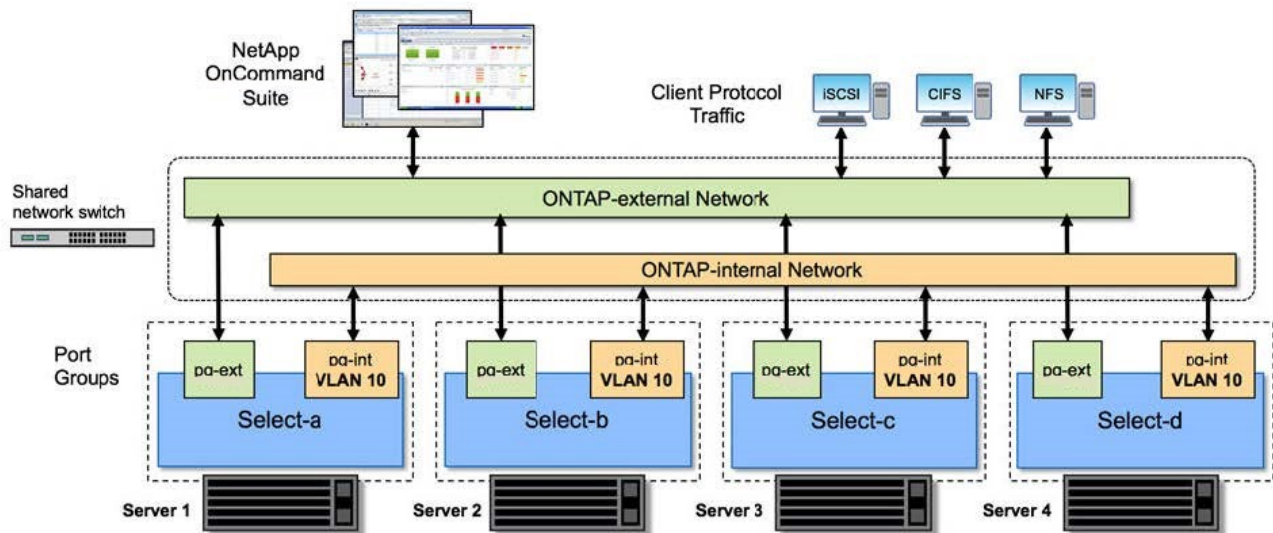 NetApp
OnCommand
Suite
Client Protocol
Traffic
iSCSI
CIFS
NFS
Shared
network switch
ONTAP-external Network
ONTAP-internal Network
Port
Groups
pg-ext
pg-int
VLAN 10
Select-a
pg-ext
pg-int
VLAN 10
Select-b
pg-ext
pg-int
VLAN 10
Select-c
pg-ext
pg-int
VLAN 10
Select-d
Server 1
Server 2
Server 3
Server 4